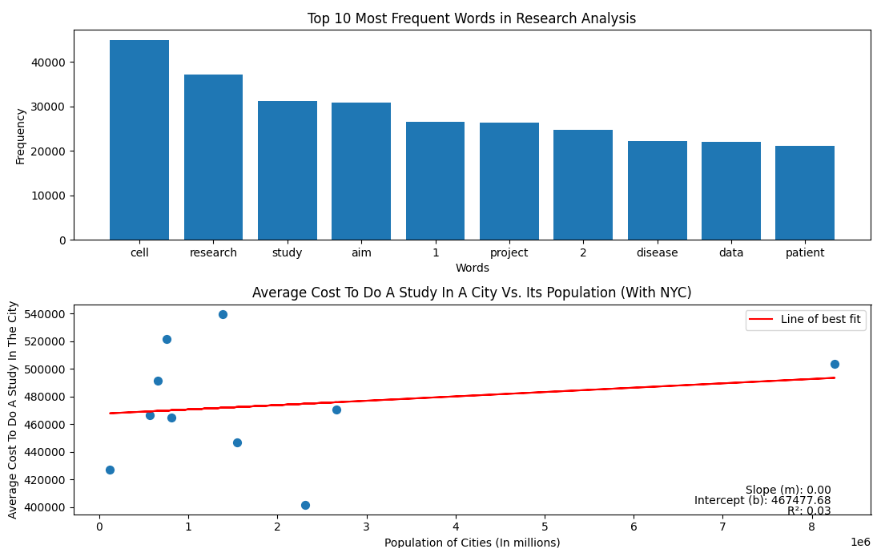 Top 10 Most Frequent Words in Research Analysis
40000
30000
20000
10000
0
Frequency
cell research study aim 1 project 2 disease data patient
Words
Average Cost To Do A Study In A City Vs. Its Population (With NYC)
540000
520000
500000
480000
460000
440000
420000
400000
Average Cost To Do A Study In The City
Line of best fit
Slope (m): 0.00
Intercept (b): 467477.68
R²: 0.03
0 1 2 3 4 5 6 7 8
1e6
Population of Cities (In millions)